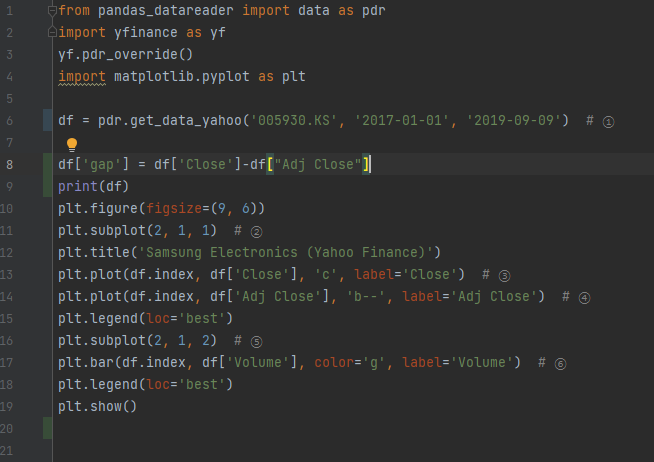 1 from pandas_datareader import data as pdr
2 import yfinance as yf
3 yf.pdr_override()
4 import matplotlib.pyplot as plt
5
6 df = pdr.get_data_yahoo('005930.KS', '2017-01-01', '2019-09-09')  # ①
7
8 df['gap'] = df['Close']-df["Adj Close"]
9 print(df)
10 plt.figure(figsize=(9, 6))
11 plt.subplot(2, 1, 1)  # ②
12 plt.title('Samsung Electronics (Yahoo Finance)')
13 plt.plot(df.index, df['Close'], 'c', label='Close')  # ③
14 plt.plot(df.index, df['Adj Close'], 'b--', label='Adj Close')  # ④
15 plt.legend(loc='best')
16 plt.subplot(2, 1, 2)  # ⑤
17 plt.bar(df.index, df['Volume'], color='g', label='Volume')  # ⑥
18 plt.legend(loc='best')
19 plt.show()
20
21